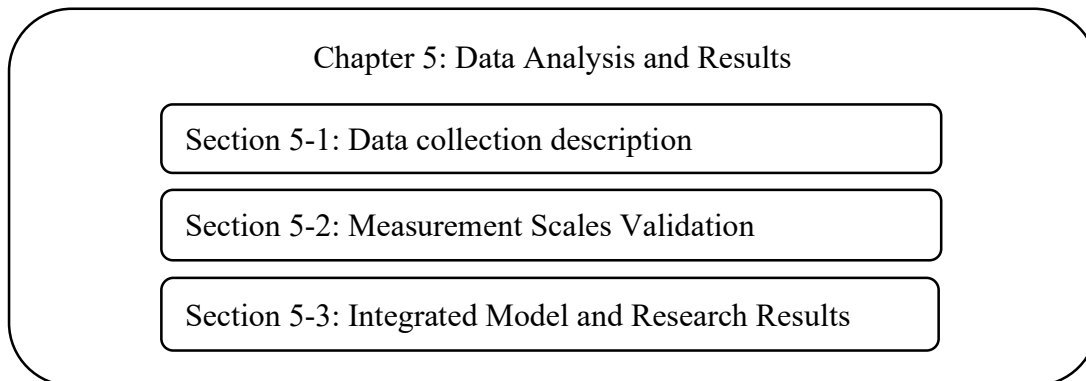 Chapter 5: Data Analysis and Results
Section 5-1: Data collection description
Section 5-2: Measurement Scales Validation
Section 5-3: Integrated Model and Research Results